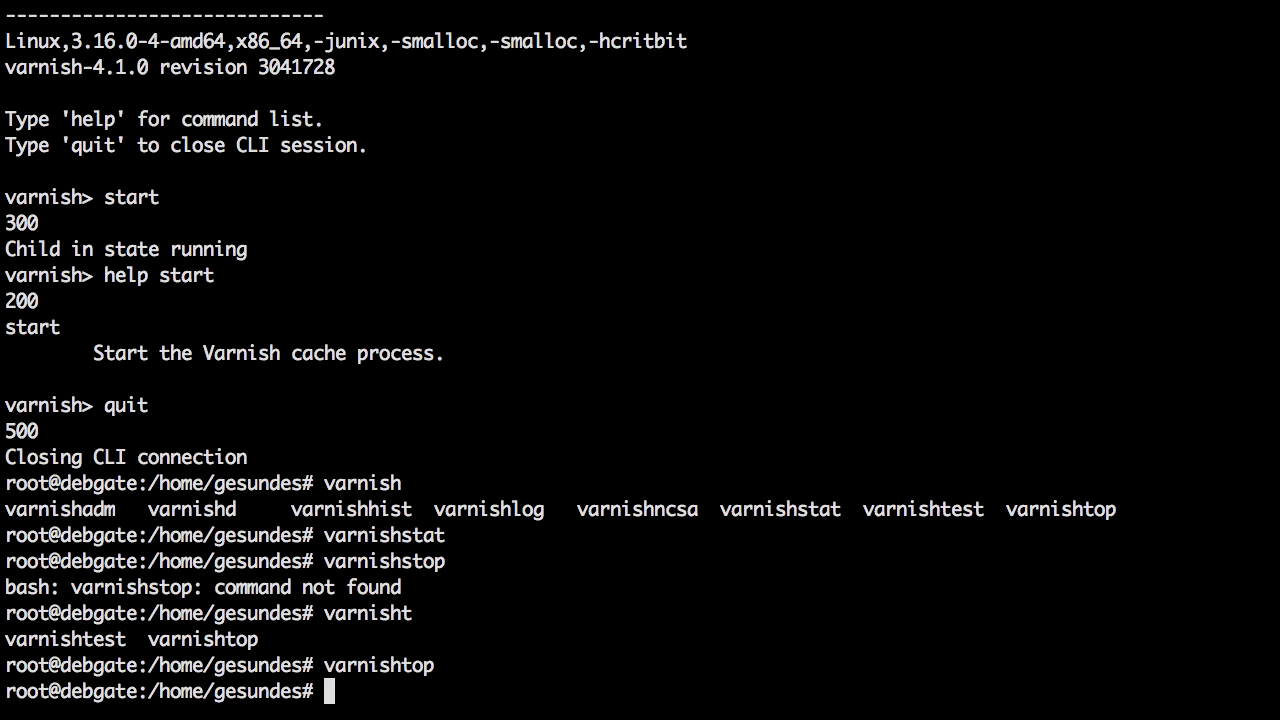 -----------------------------
Linux,3.16.0-4-amd64,x86_64,-junix,-smalloc,-smalloc,-hcritbit
varnish-4.1.0 revision 3041728
Type 'help' for command list.
Type 'quit' to close CLI session.
varnish> start
300
Child in state running
varnish> help start
200
start
Start the Varnish cache process.
varnish> quit
500
Closing CLI connection
root@debgate:/home/gesundes# varnish
varnishadm varnishd varnishhist varnishlog varnishncsa varnishstat varnishtest varnishtop
root@debgate:/home/gesundes# varnishstat
root@debgate:/home/gesundes# varnishstop
bash: varnishstop: command not found
root@debgate:/home/gesundes# varnisht
varnishtest varnishtop
root@debgate:/home/gesundes# varnishtop
root@debgate:/home/gesundes#